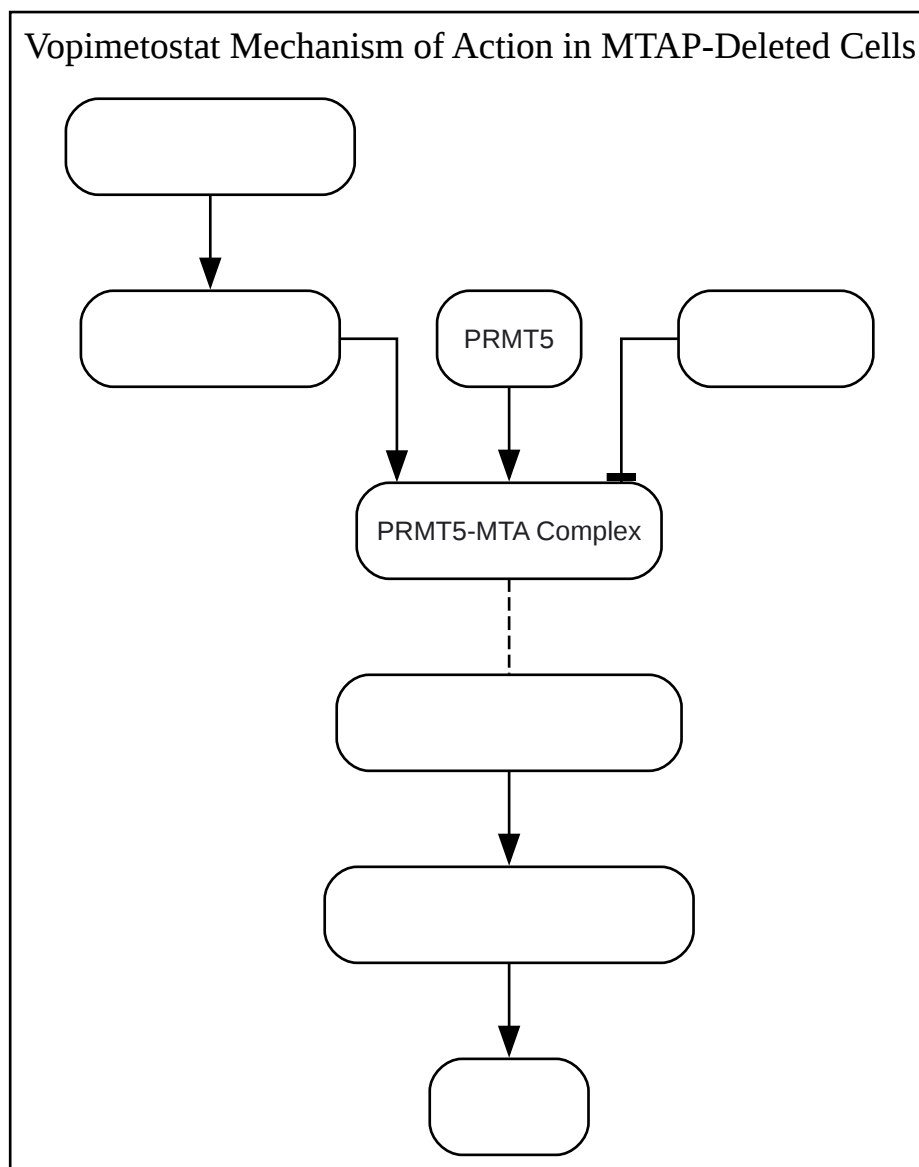 Vopimetostat Mechanism of Action in MTAP-Deleted Cells
PRMT5
PRMT5-MTA Complex